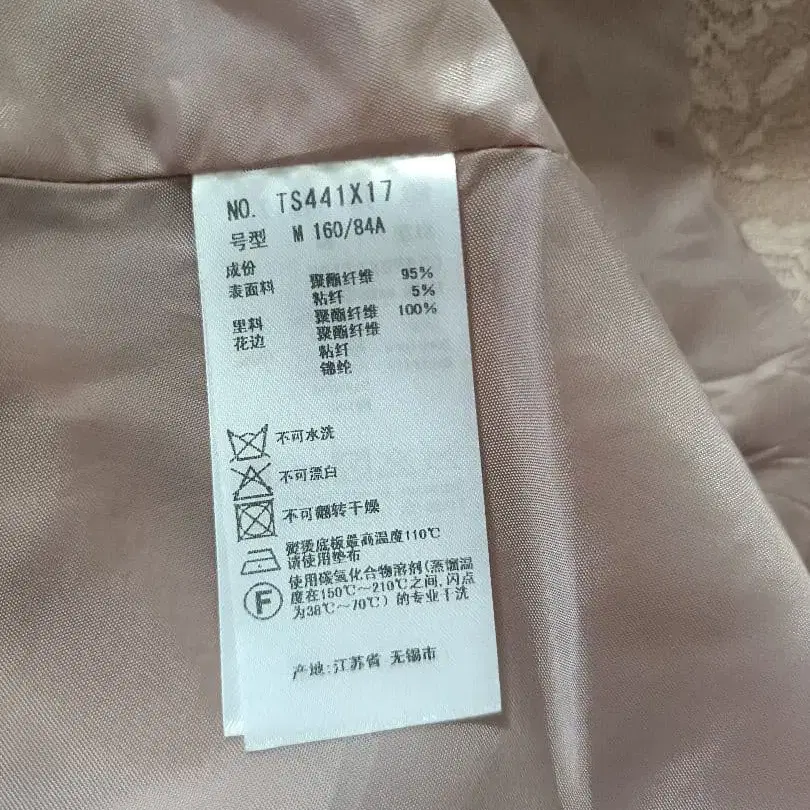 NO. TS441X17
号型 M 160/84A
成份
表面料 聚酯纤维 95%
粘纤 5%
里料 聚酯纤维 100%
花边 聚酯纤维
粘纤
锦纶
不可水洗
不可漂白
不可翻转干燥
熨烫底板最高温度110℃
请使用垫布
F
使用碳氢化合物溶剂(蒸馏温
度在150℃~210℃之间,闪点
为38℃~70℃)的专业干洗
产地:江苏省 无锡市